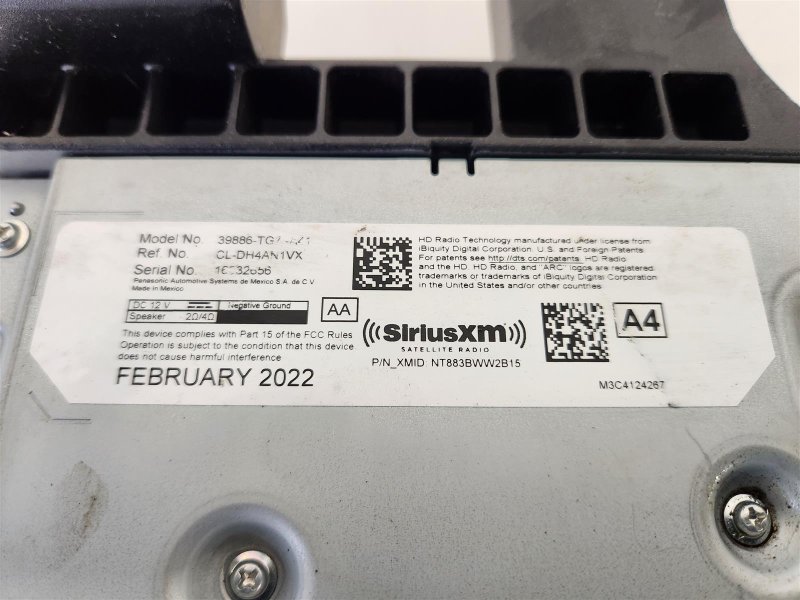 Model No.
Ref. No. CL-DH4AN1VX
Serial No.
Panasonic Automotive Systems de Mexico S.A. de C.V.
Made in Mexico
DC 12 V Negative Ground
Speaker 2Ω/4Ω
AA
This device complies with Part 15 of the FCC Rules
Operation is subject to the condition that this device
does not cause harmful interference
FEBRUARY 2022
HD Radio Technology manufactured under license from
iBiquity Digital Corporation. U.S. and Foreign Patents.
For patents see http://dts.com/patents. HD Radio
and the HD, HD Radio, and "ARC" logos are registered
trademarks or trademarks of iBiquity Digital Corporation
in the United States and/or other countries.
((SiriusXM))
SATELLITE RADIO
P/N_XMID: NT883BWW2B15
A4
M3C4124267